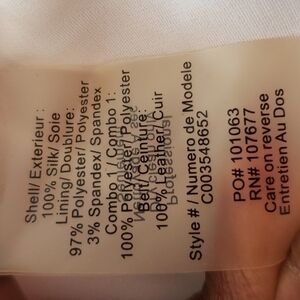 Shell/ Exterieur :
100% Silk/ Soie
Lining/ Doublure:
97% Polyester/ Polyester
3% Spandex/ Spandex
Combo 1/ Combo 1:
100% Polyester/ Polyester
Belt/ Ceinture:
100% Leather/ Cuir
Style # / Numero de Modele
C003548652
PO# 101063
RN# 107677
Care on reverse
Entretien Au Dos